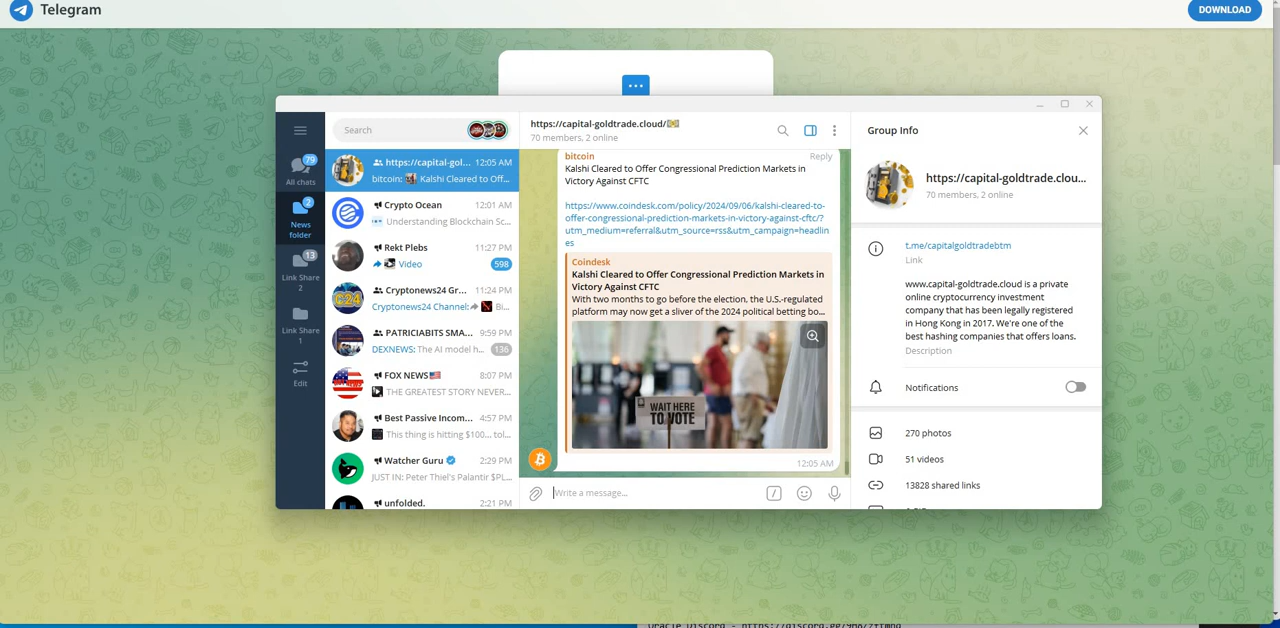 Telegram
DOWNLOAD
Search
79
All chats
2
News
folder
13
Link Share
2
Link Share
1
Edit
https://capital-gol... 12:05 AM
bitcoin: Kalshi Cleared to Off...
Crypto Ocean 12:01 AM
Understanding Blockchain Sc...
Rekt Plebs 11:27 PM
Video 598
Cryptonews24 Gr... 11:24 PM
Cryptonews24 Channel: Bi...
PATRICIABITS SMA... 9:59 PM
DEXNEWS: The AI model h... 136
FOX NEWS 8:07 PM
THE GREATEST STORY NEVER...
Best Passive Incom... 4:57 PM
This thing is hitting $100... tol...
Watcher Guru 2:29 PM
JUST IN: Peter Thiel's Palantir $PL...
unfolded. 2:21 PM
C24
https://capital-goldtrade.cloud/
70 members, 2 online
bitcoin Reply
Kalshi Cleared to Offer Congressional Prediction Markets in
Victory Against CFTC
https://www.coindesk.com/policy/2024/09/06/kalshi-cleared-to-
offer-congressional-prediction-markets-in-victory-against-cftc/?
utm_medium=referral&utm_source=rss&utm_campaign=headlin
es
Coindesk
Kalshi Cleared to Offer Congressional Prediction Markets in
Victory Against CFTC
With two months to go before the election, the U.S.-regulated
platform may now get a sliver of the 2024 political betting bo...
WAIT HERE
TO VOTE
12:05 AM
Write a message...
Group Info
https://capital-goldtrade.clou...
70 members, 2 online
t.me/capitalgoldtradebtm
Link
www.capital-goldtrade.cloud is a private
online cryptocurrency investment
company that has been legally registered
in Hong Kong in 2017. We're one of the
best hashing companies that offers loans.
Description
Notifications
270 photos
51 videos
13828 shared links